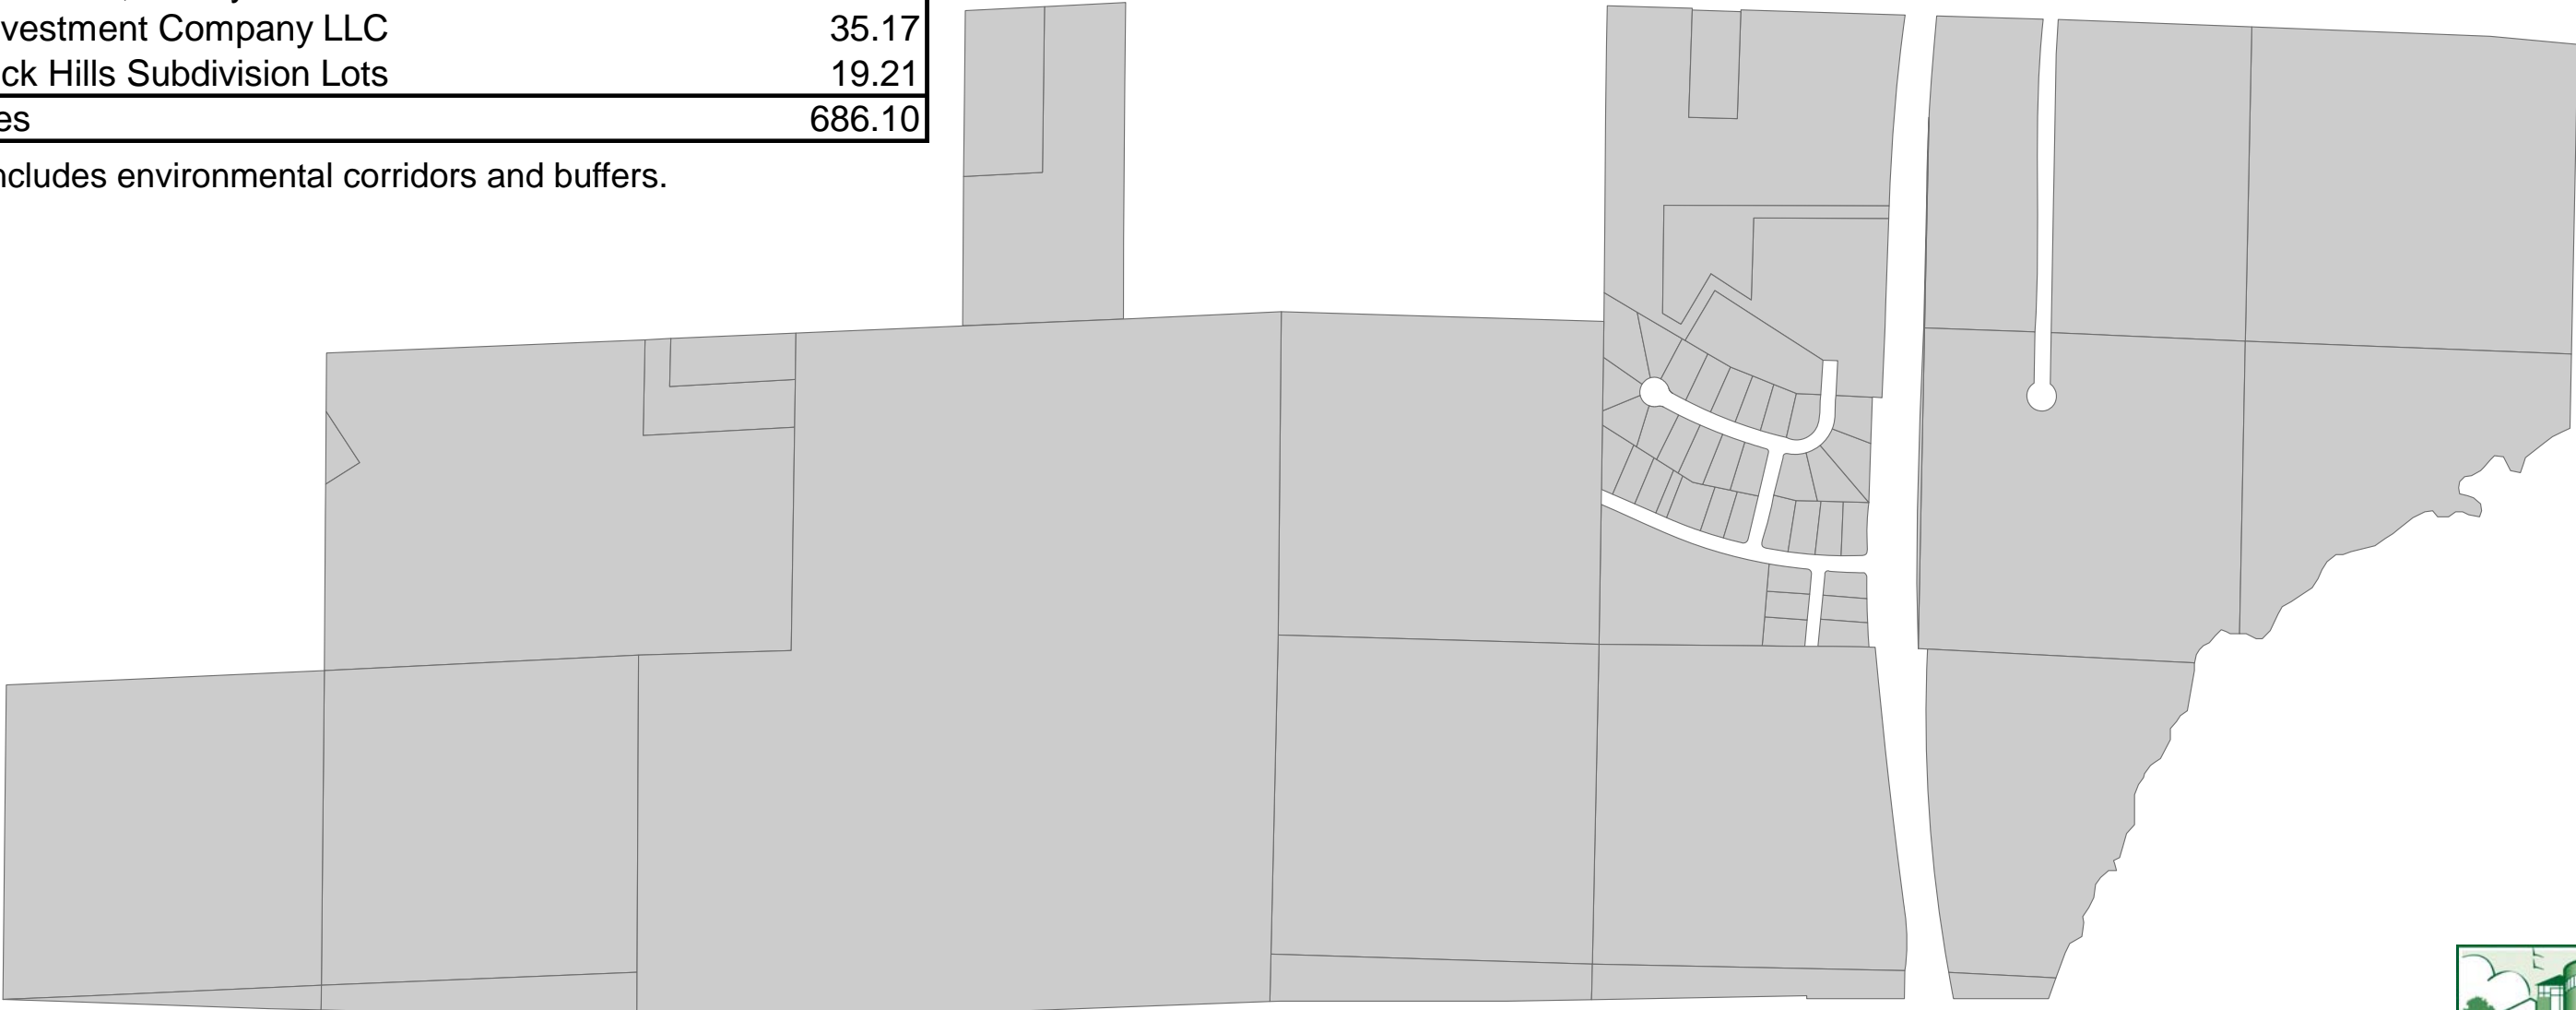 vestment Company LLC 35.17
ck Hills Subdivision Lots 19.21
es 686.10
ncludes environmental corridors and buffers.